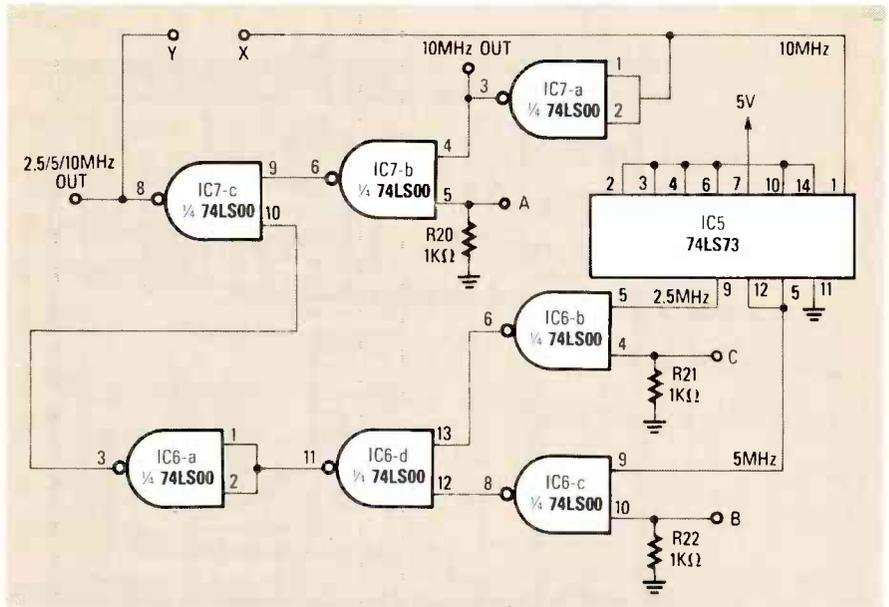 Y
X
10MHz OUT
10MHz
3
IC7-a
¼ 74LS00
1
2
5V
2.5/5/10MHz
OUT
8
IC7-c
¼ 74LS00
9
10
6
IC7-b
¼ 74LS00
4
5
A
R20
1KΩ
2
3
4
6
7
10
14
1
IC5
74LS73
9
12
5
11
2.5MHz
6
IC6-b
¼ 74LS00
5
4
C
R21
1KΩ
3
IC6-a
¼ 74LS00
1
2
11
IC6-d
¼ 74LS00
13
12
8
IC6-c
¼ 74LS00
9
10
5MHz
B
R22
1KΩ